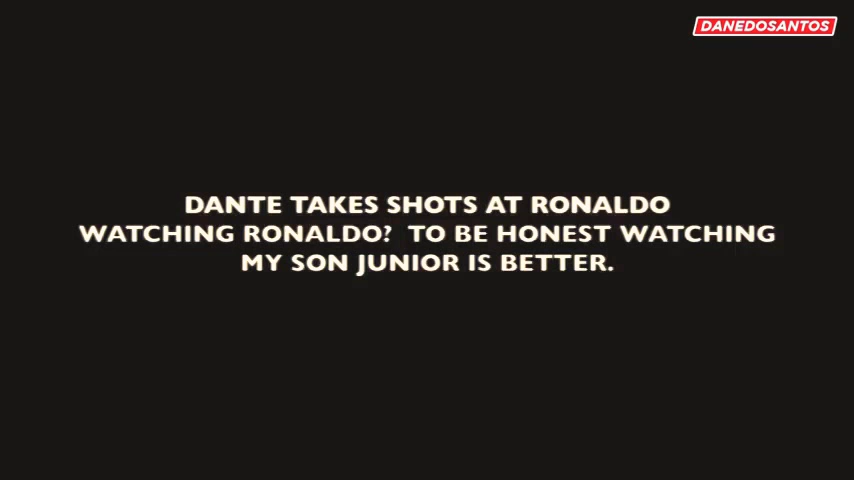 DANEDOSANTOS
DANTE TAKES SHOTS AT RONALDO
WATCHING RONALDO? TO BE HONEST WATCHING
MY SON JUNIOR IS BETTER.